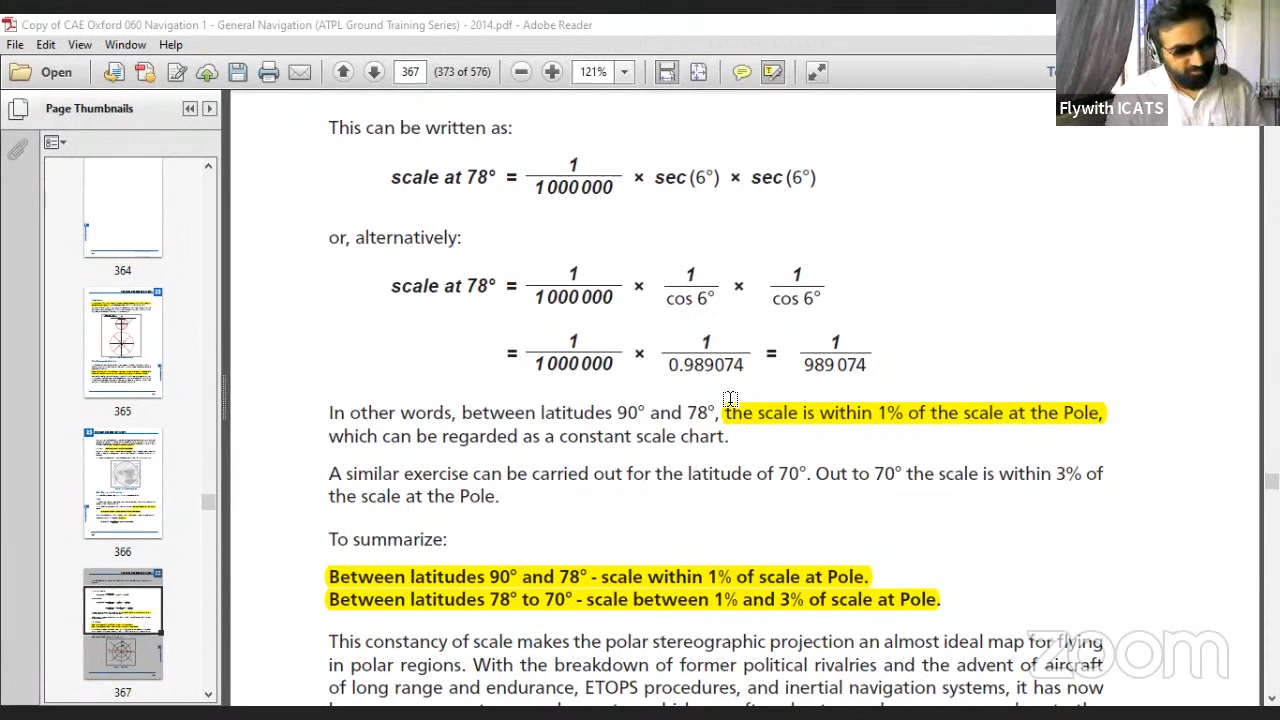 Copy of CAE Oxford 060 Navigation 1 - General Navigation (ATPL Ground Training Series) - 2014.pdf - Adobe Reader
File Edit View Window Help
Open 367 (373 of 576) 121%
Page Thumbnails
Flywith ICATS
364
365
366
367
This can be written as:
scale at 78° = 1 / 1 000 000 × sec (6°) × sec (6°)
or, alternatively:
scale at 78° = 1 / 1 000 000 × 1 / cos 6° × 1 / cos 6°
= 1 / 1 000 000 × 1 / 0.989074 = 1 / 989 074
In other words, between latitudes 90° and 78°, the scale is within 1% of the scale at the Pole,
which can be regarded as a constant scale chart.
A similar exercise can be carried out for the latitude of 70°. Out to 70° the scale is within 3% of
the scale at the Pole.
To summarize:
Between latitudes 90° and 78° - scale within 1% of scale at Pole.
Between latitudes 78° to 70° - scale between 1% and 3% of scale at Pole.
This constancy of scale makes the polar stereographic projection an almost ideal map for flying
in polar regions. With the breakdown of former political rivalries and the advent of aircraft
of long range and endurance, ETOPS procedures, and inertial navigation systems, it has now
zoom